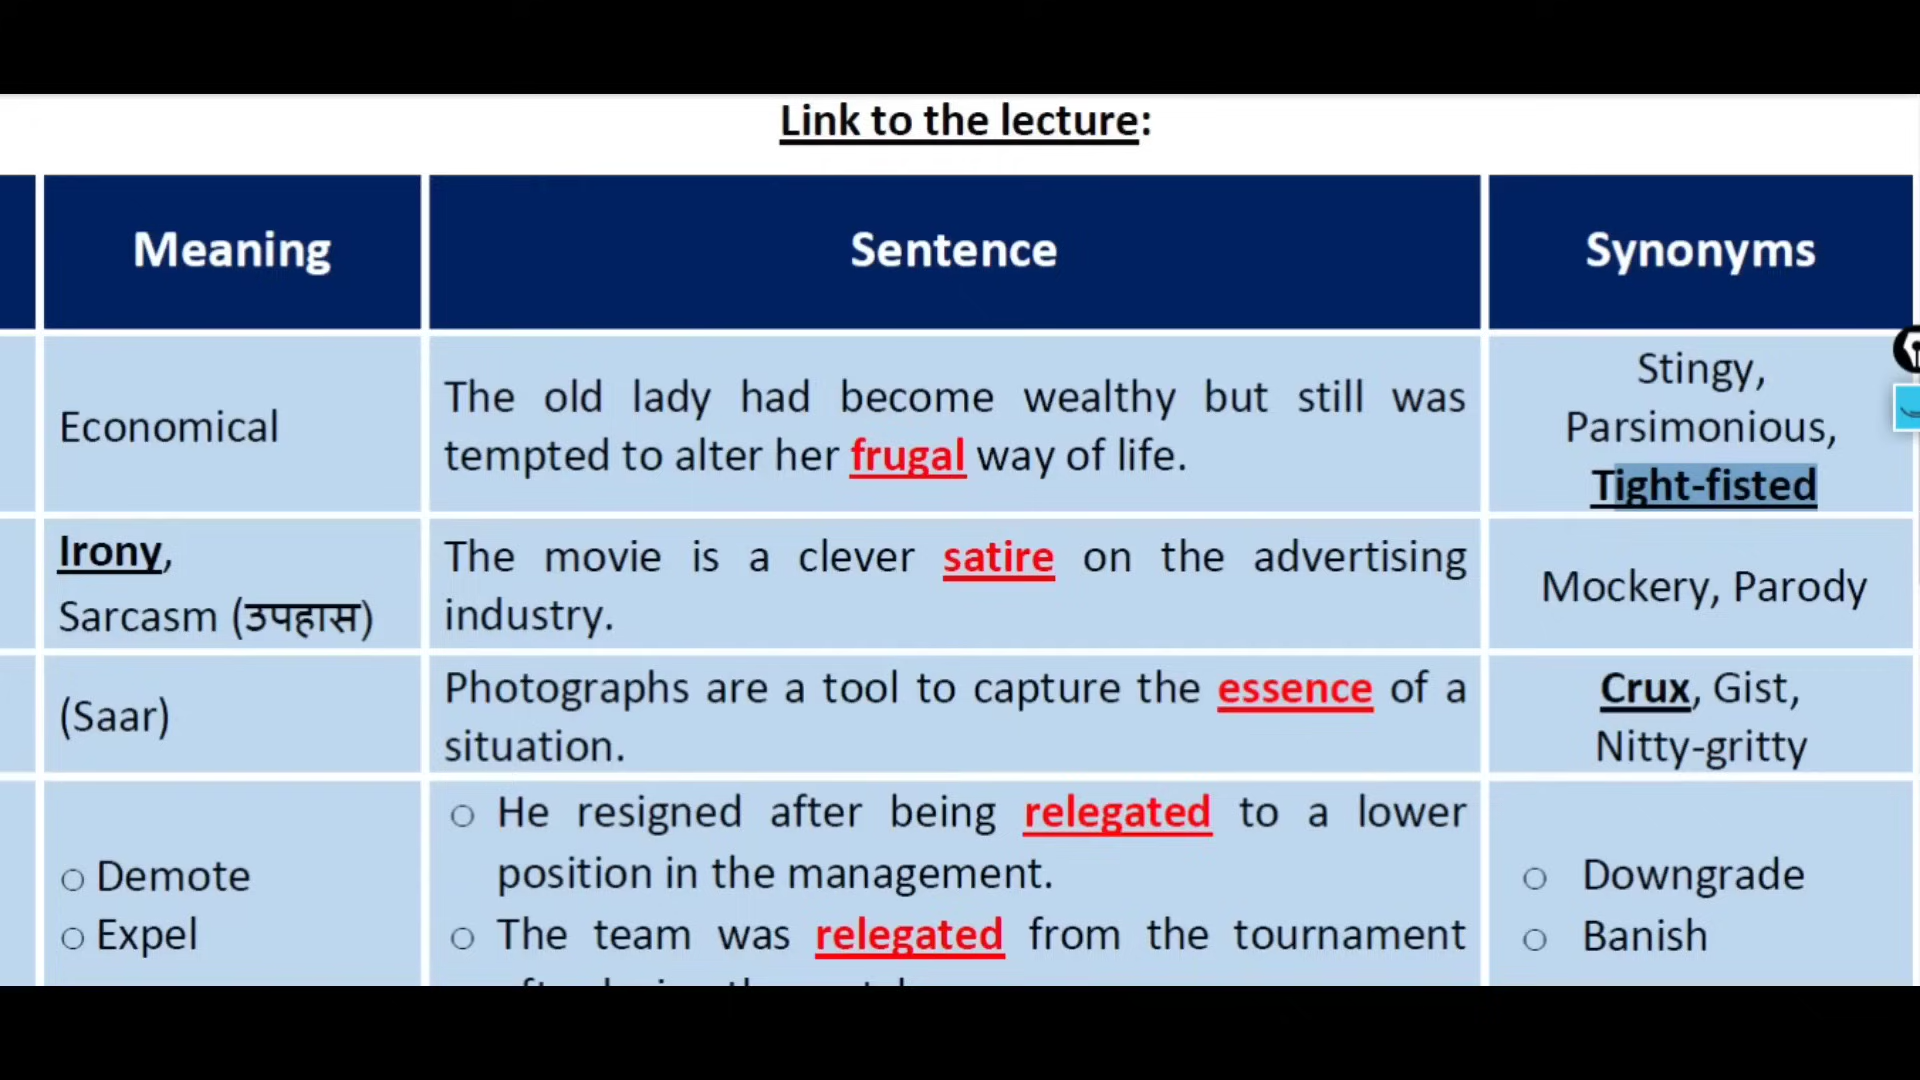 Link to the lecture:
Meaning
Sentence
Synonyms
Economical
The old lady had become wealthy but still was
tempted to alter her frugal way of life.
Stingy,
Parsimonious,
Tight-fisted
Irony,
Sarcasm (उपहास)
The movie is a clever satire on the advertising
industry.
Mockery, Parody
(Saar)
Photographs are a tool to capture the essence of a
situation.
Crux, Gist,
Nitty-gritty
○ Demote
○ Expel
○ He resigned after being relegated to a lower
position in the management.
○ The team was relegated from the tournament
○ Downgrade
○ Banish